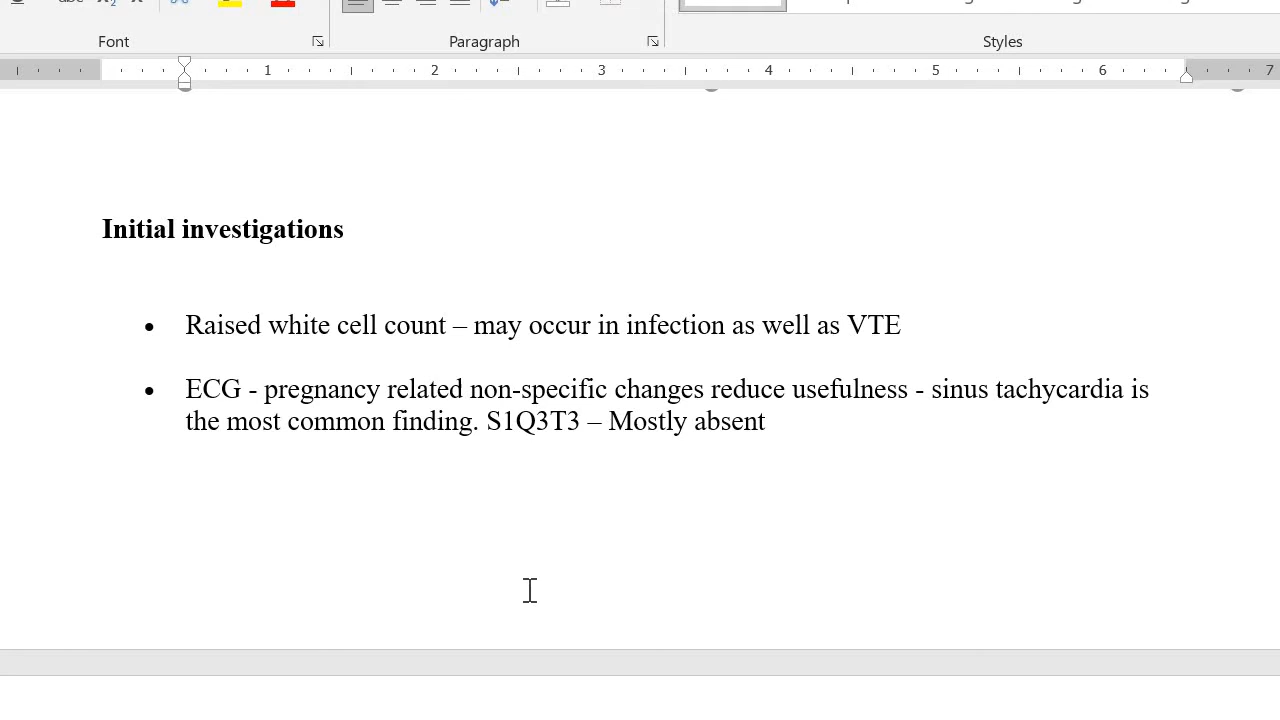 Font
Paragraph
Styles
1 2 3 4 5 6 7
Initial investigations
• Raised white cell count – may occur in infection as well as VTE
• ECG - pregnancy related non-specific changes reduce usefulness - sinus tachycardia is
the most common finding. S1Q3T3 – Mostly absent